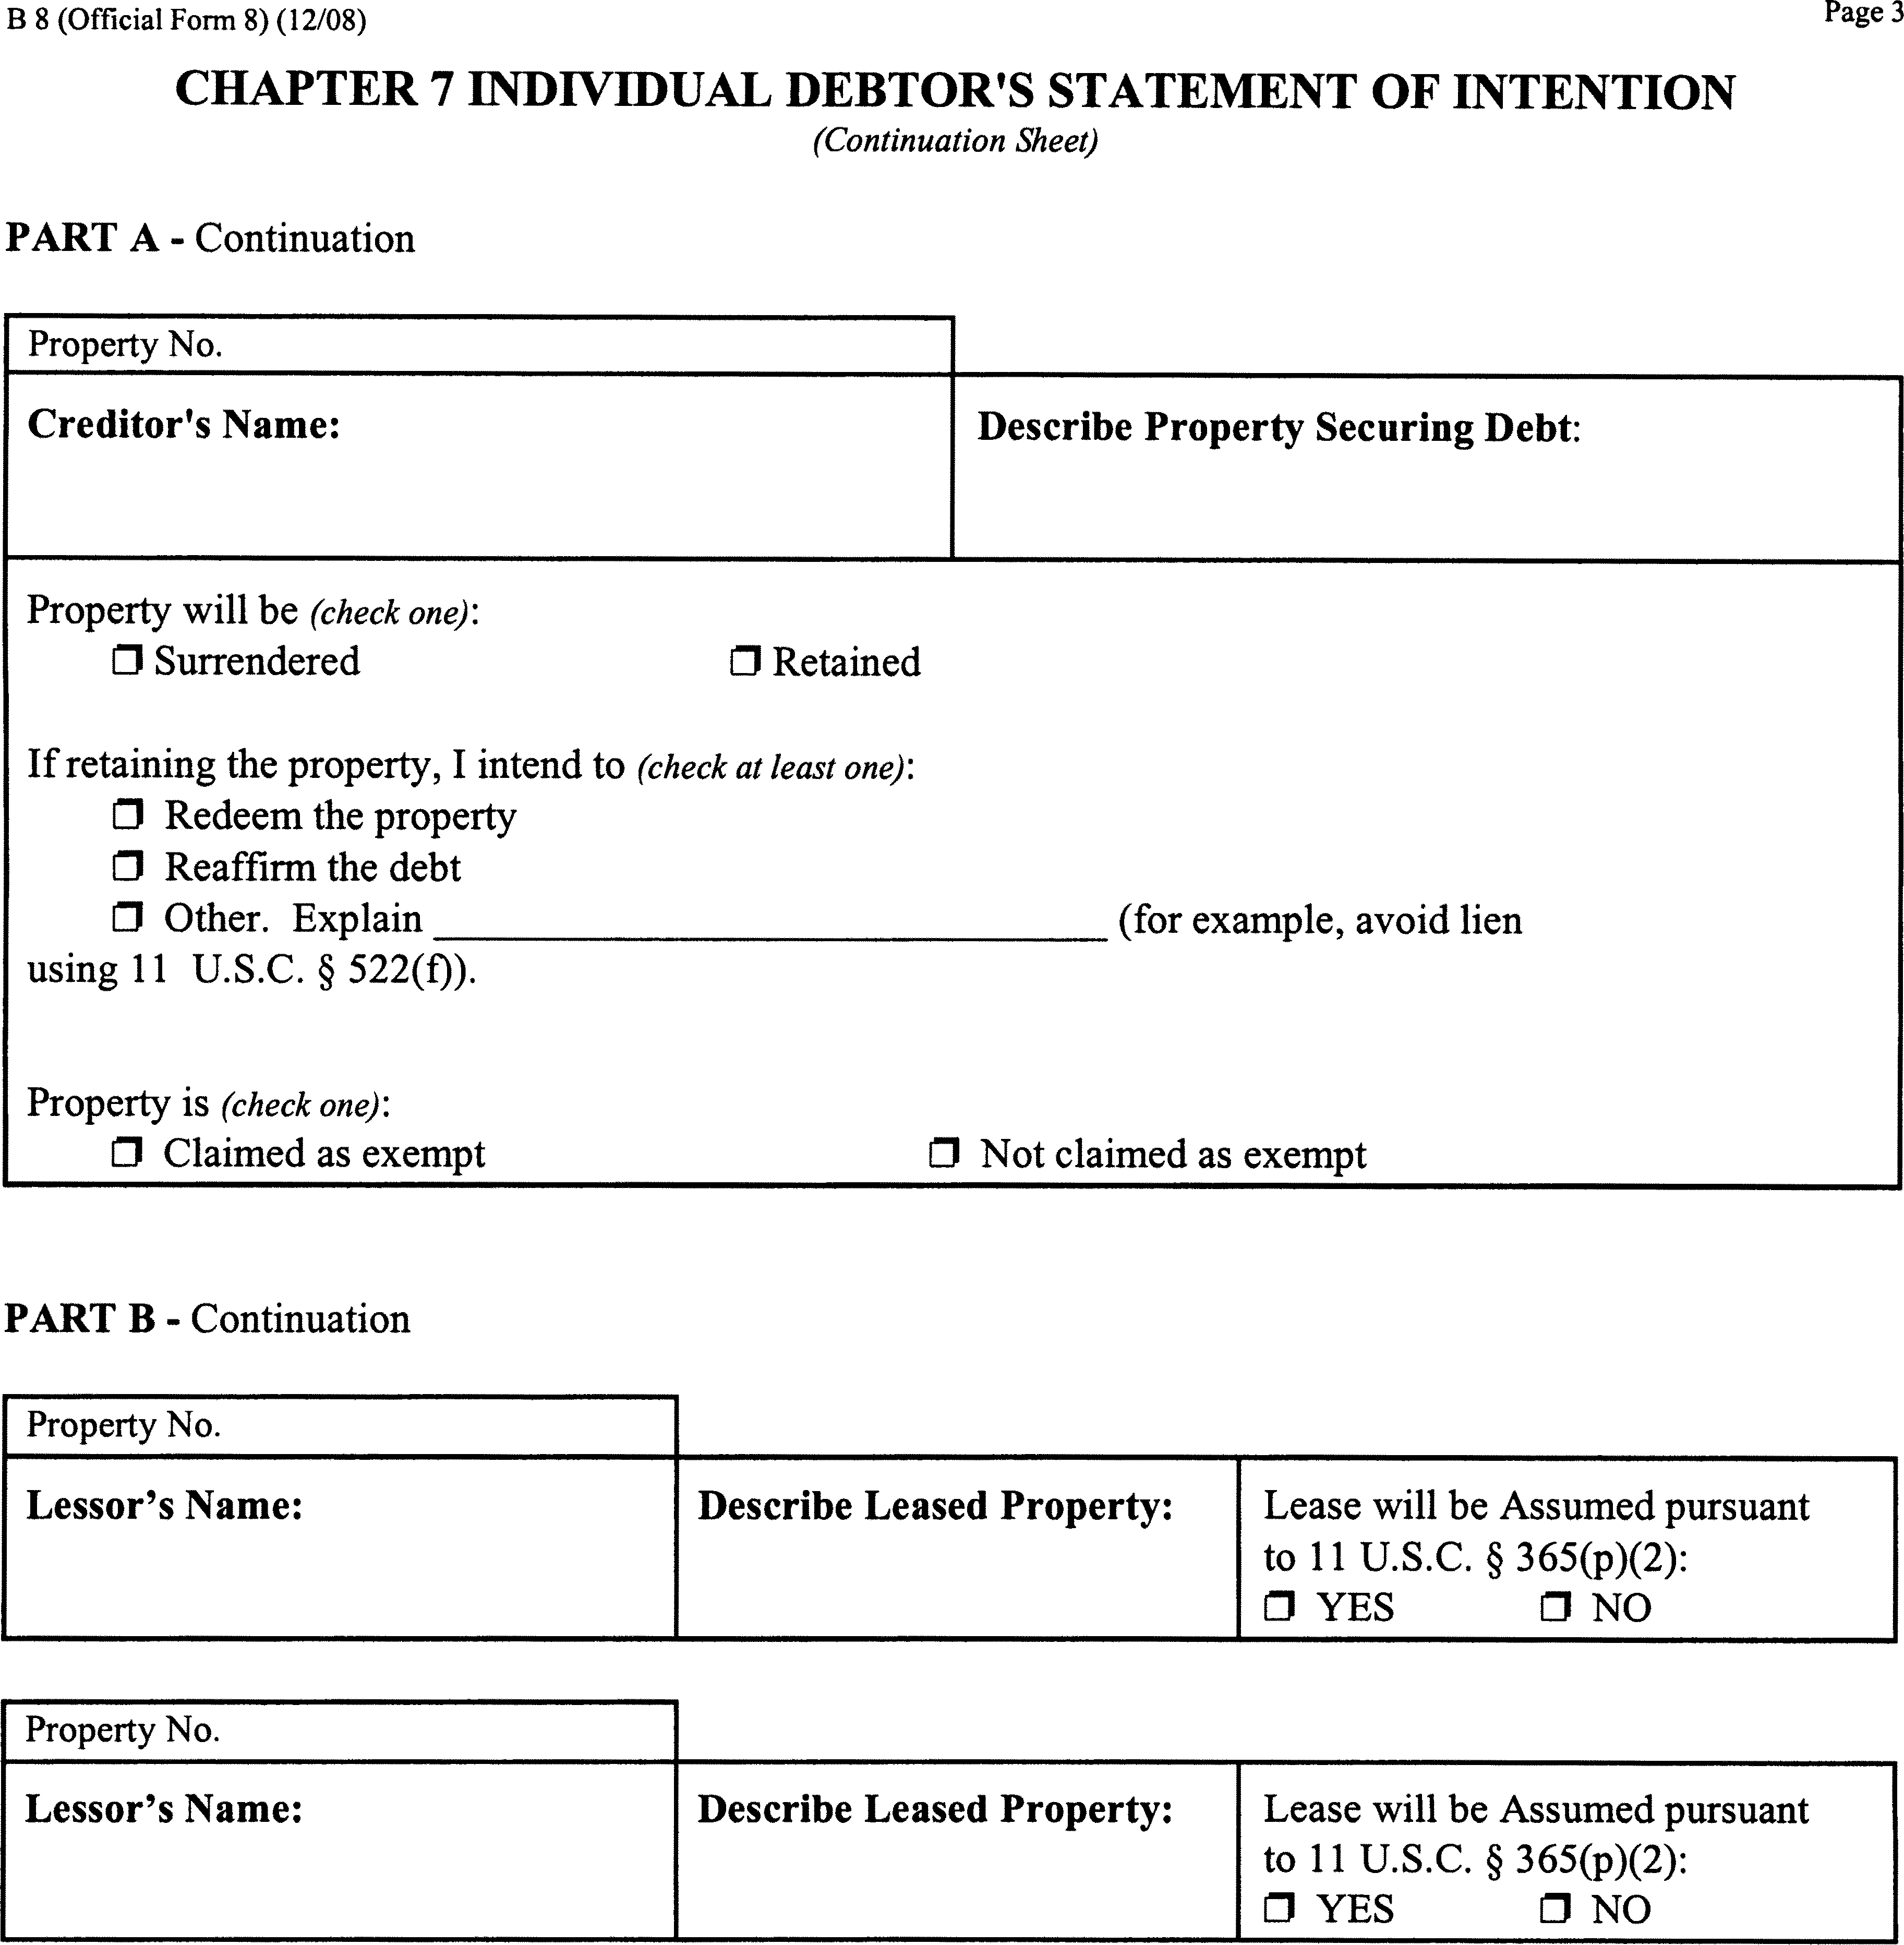 B 8 (Official Form 8) (12/08)
Page 3
CHAPTER 7 INDIVIDUAL DEBTOR'S STATEMENT OF INTENTION
(Continuation Sheet)
PART A - Continuation
Property No.
Creditor's Name:
Describe Property Securing Debt:
Property will be (check one):
❒ Surrendered ❒ Retained
If retaining the property, I intend to (check at least one):
❒ Redeem the property
❒ Reaffirm the debt
❒ Other. Explain ______________________________ (for example, avoid lien
using 11 U.S.C. § 522(f)).
Property is (check one):
❒ Claimed as exempt ❒ Not claimed as exempt
PART B - Continuation
Property No.
Lessor’s Name:
Describe Leased Property:
Lease will be Assumed pursuant
to 11 U.S.C. § 365(p)(2):
❒ YES ❒ NO
Property No.
Lessor’s Name:
Describe Leased Property:
Lease will be Assumed pursuant
to 11 U.S.C. § 365(p)(2):
❒ YES ❒ NO